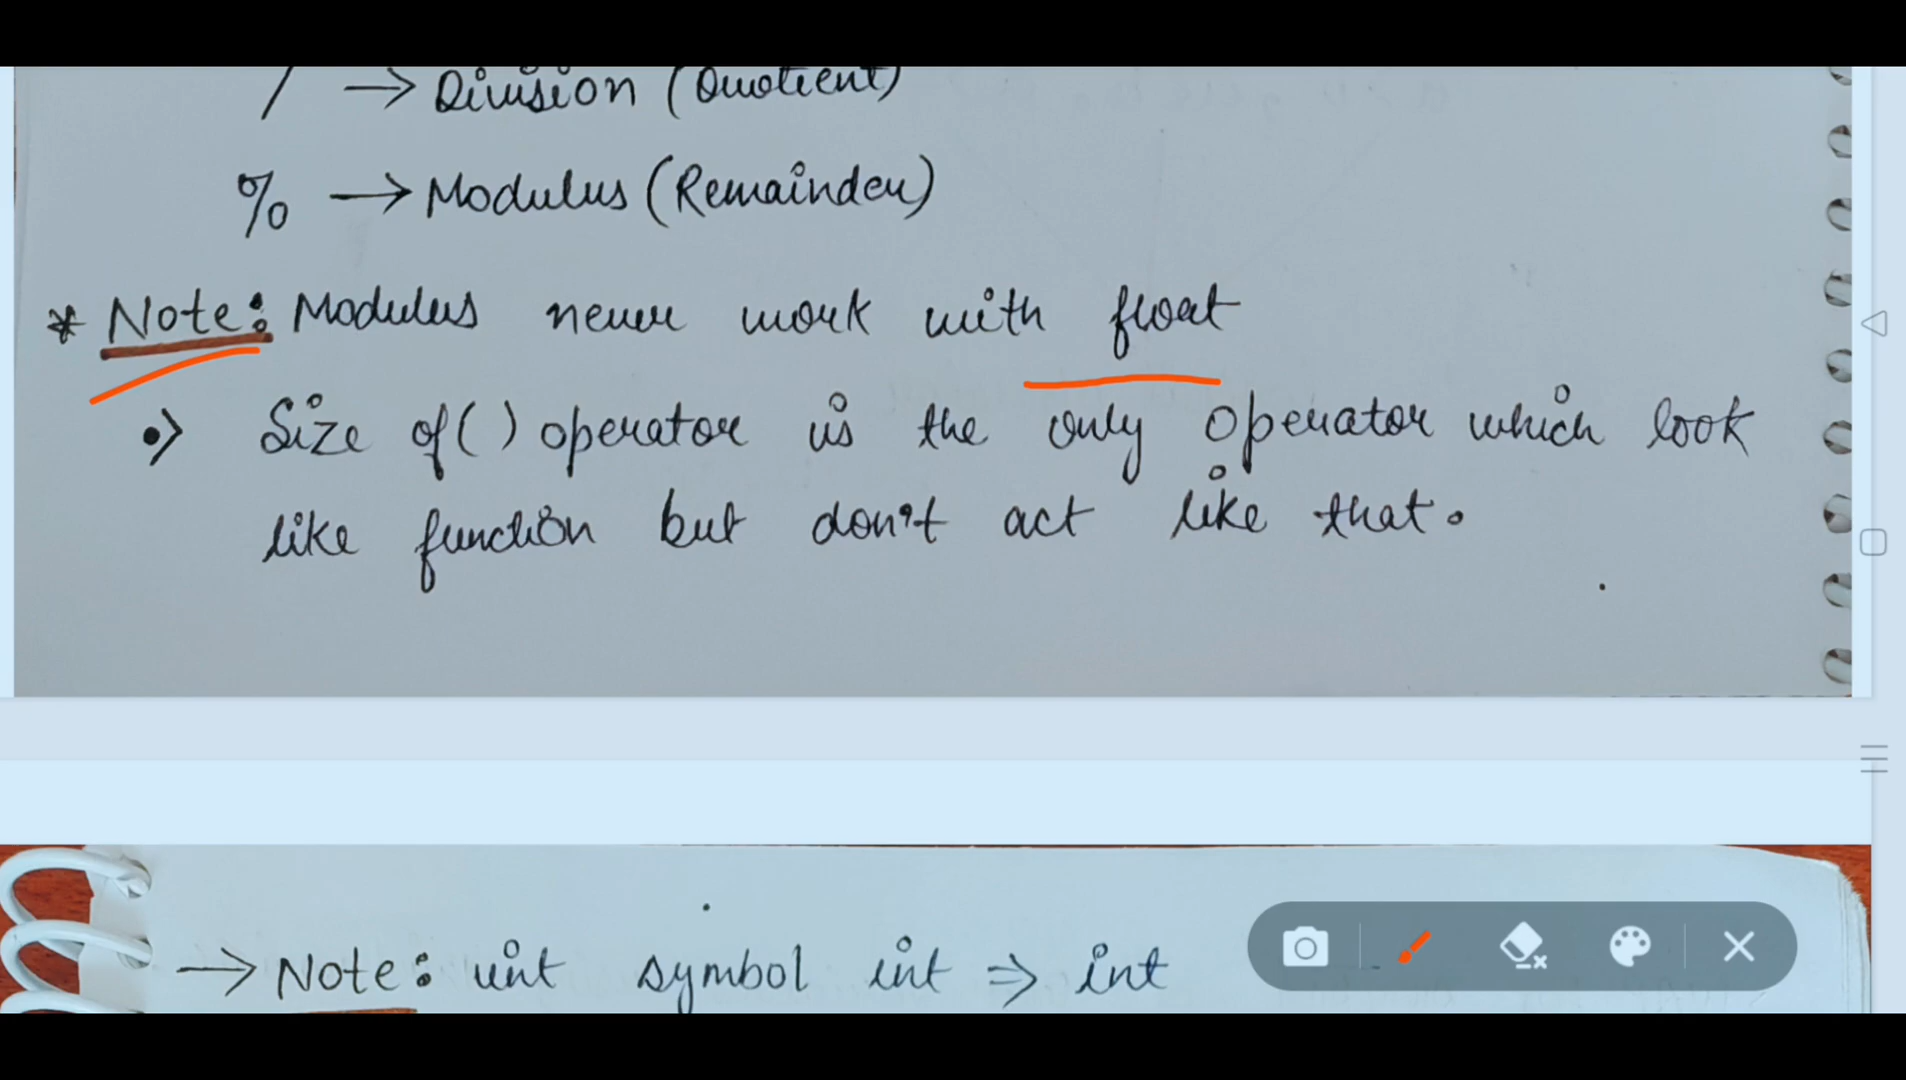 / → Division (Quotient)
% → Modulus (Remainder)
* Note: Modulus never work with float
•> Size of( ) operator is the only operator which look
like function but don't act like that.
→ Note: int symbol int ⇒ int